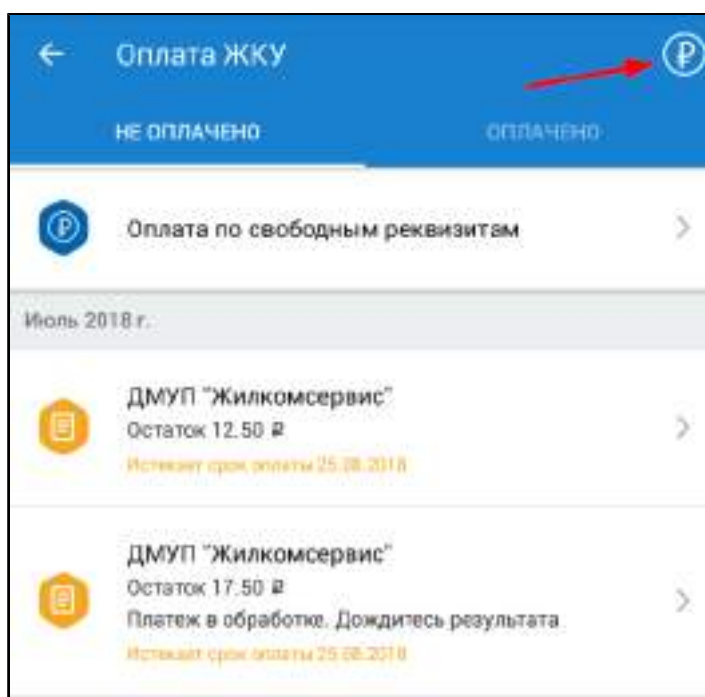 Оплата ЖКУ
НЕ ОПЛАЧЕНО
ОПЛАЧЕНО
Оплата по свободным реквизитам
Июль 2018 г.
ДМУП "Жилкомсервис"
Остаток 12.50 ₽
Истекает срок оплаты 25.08.2018
ДМУП "Жилкомсервис"
Остаток 17.50 ₽
Платеж в обработке. Дождитесь результата
Истекает срок оплаты 25.08.2018